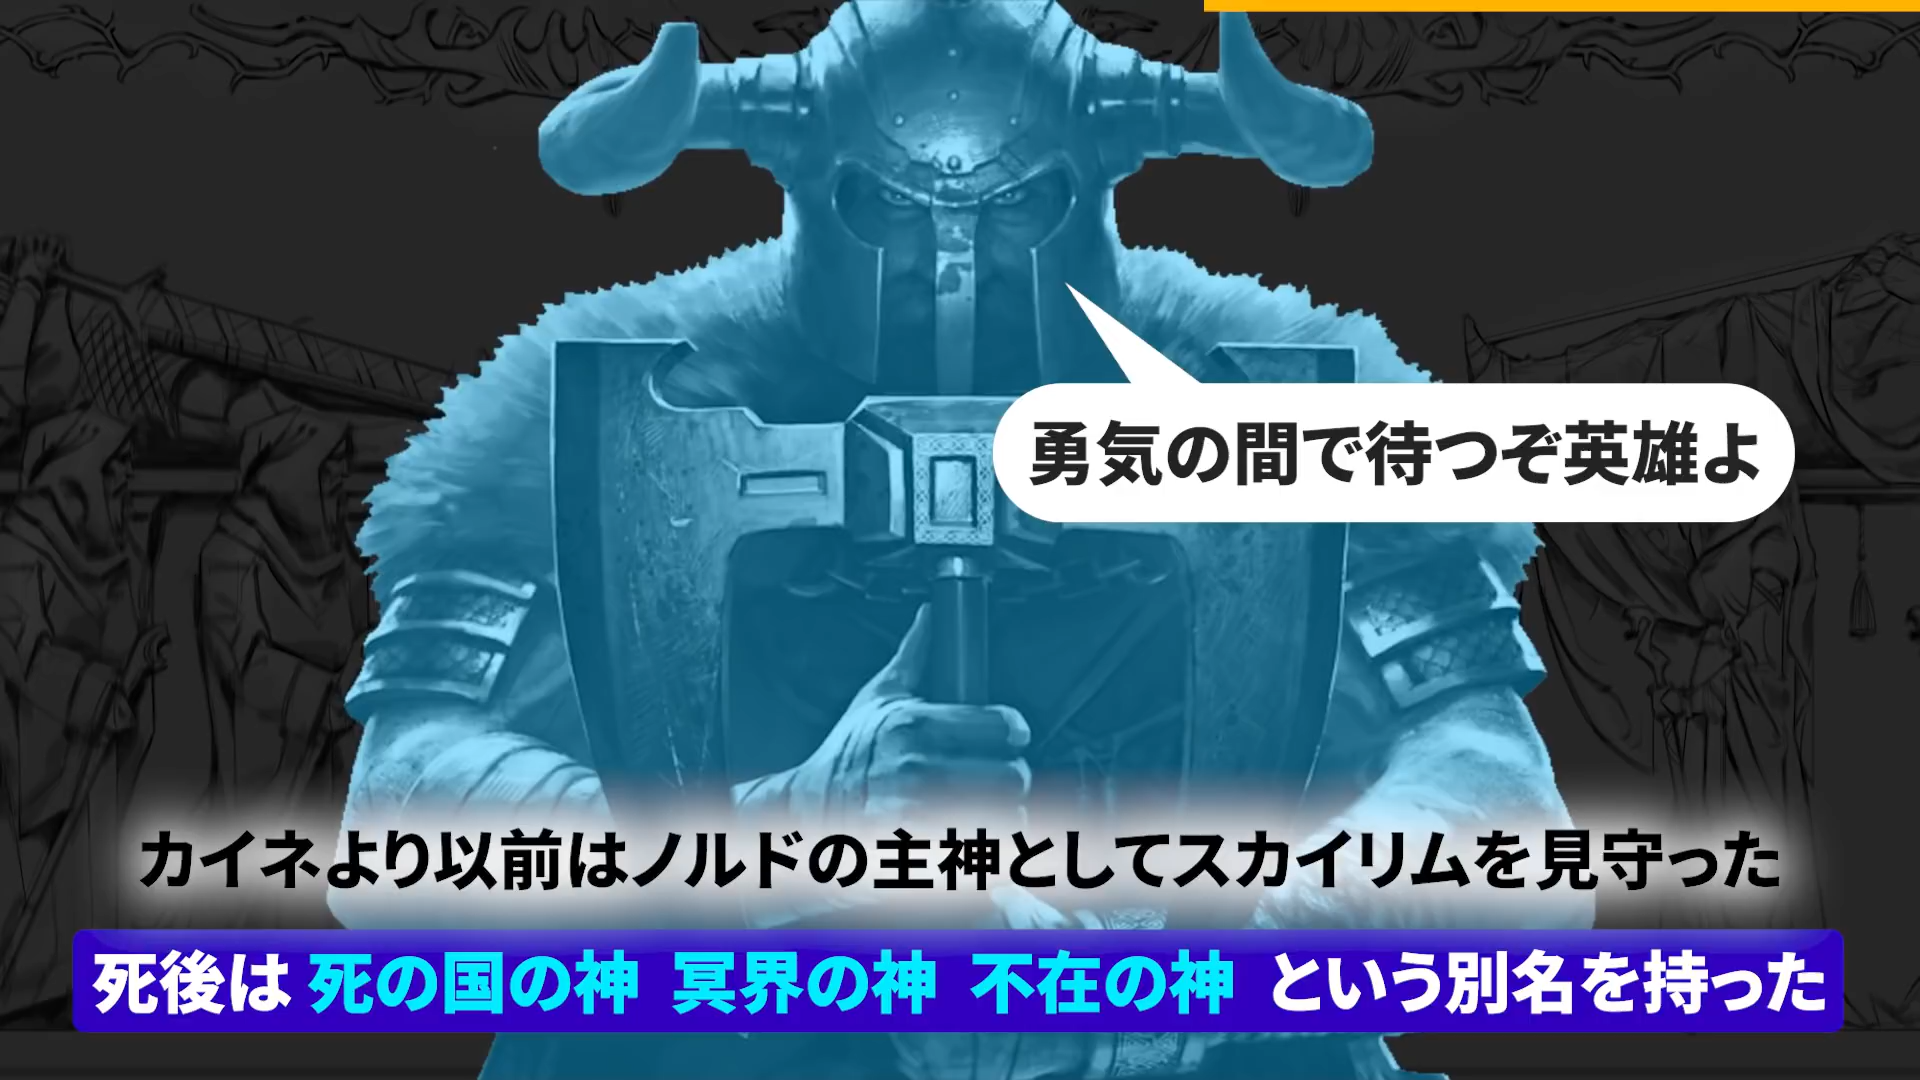 勇気の間で待つぞ英雄よ
カイネより以前はノルドの主神としてスカイリムを見守った
死後は 死の国の神 冥界の神 不在の神 という別名を持った